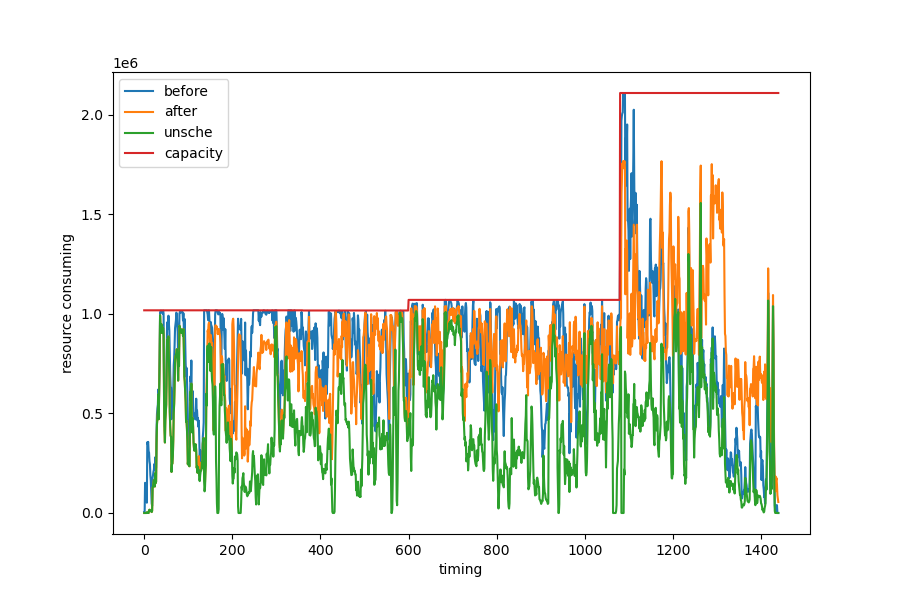 1e6
before
after
unsche
capacity
2.0
1.5
1.0
0.5
0.0
resource consuming
0 200 400 600 800 1000 1200 1400
timing